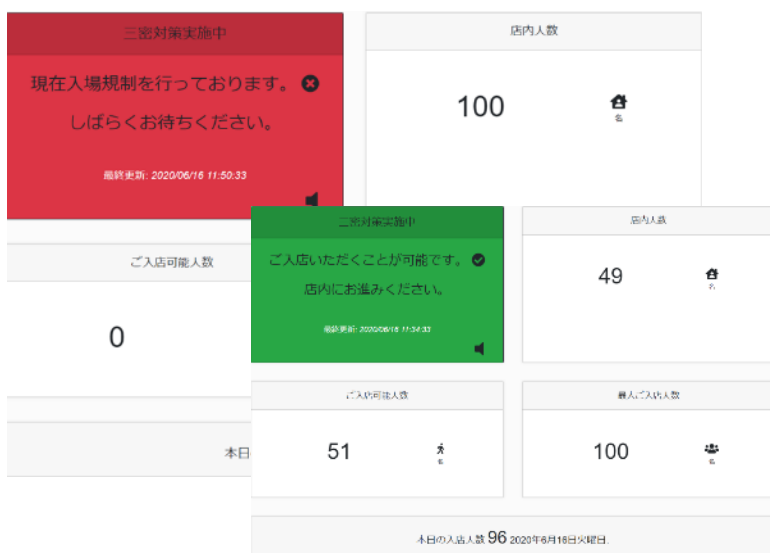 三密対策実施中
現在入場規制を行っております。
しばらくお待ちください。
最終更新: 2020/06/16 11:50:33
店内人数
100
名
ご入店可能人数
0
本日
三密対策実施中
ご入店いただくことが可能です。
店内にお進みください。
最終更新: 2020/06/16 11:34:33
店内人数
49
名
ご入店可能人数
51
名
最大ご入店人数
100
名
本日の入店人数 96 2020年6月16日火曜日.